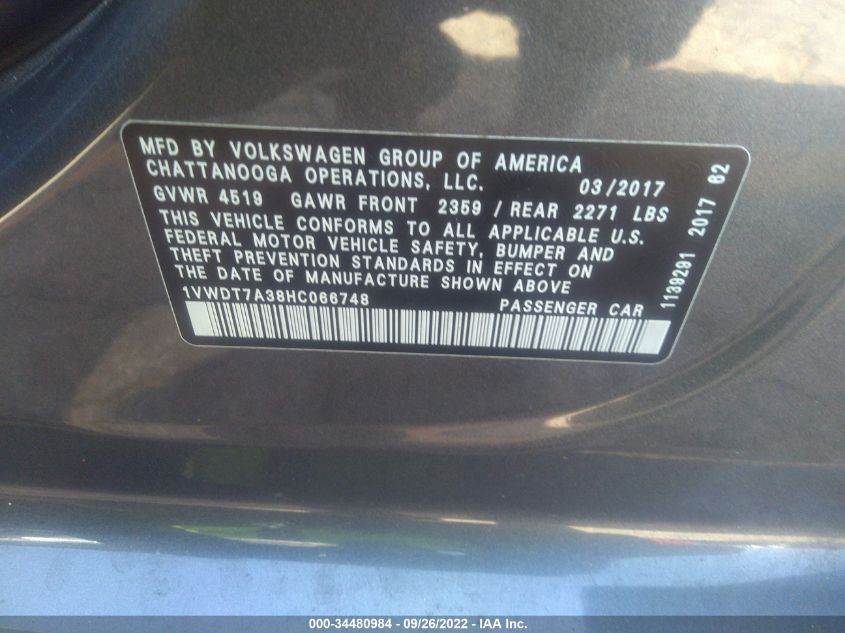 MFD BY VOLKSWAGEN GROUP OF AMERICA
CHATTANOOGA OPERATIONS, LLC. 03/2017
GVWR 4519 GAWR FRONT 2359 / REAR 2271 LBS
THIS VEHICLE CONFORMS TO ALL APPLICABLE U.S.
FEDERAL MOTOR VEHICLE SAFETY, BUMPER AND
THEFT PREVENTION STANDARDS IN EFFECT ON
THE DATE OF MANUFACTURE SHOWN ABOVE
1VWDT7A38HC066748 PASSENGER CAR
1139291 2017 62
000-34480984 - 09/26/2022 - IAA Inc.